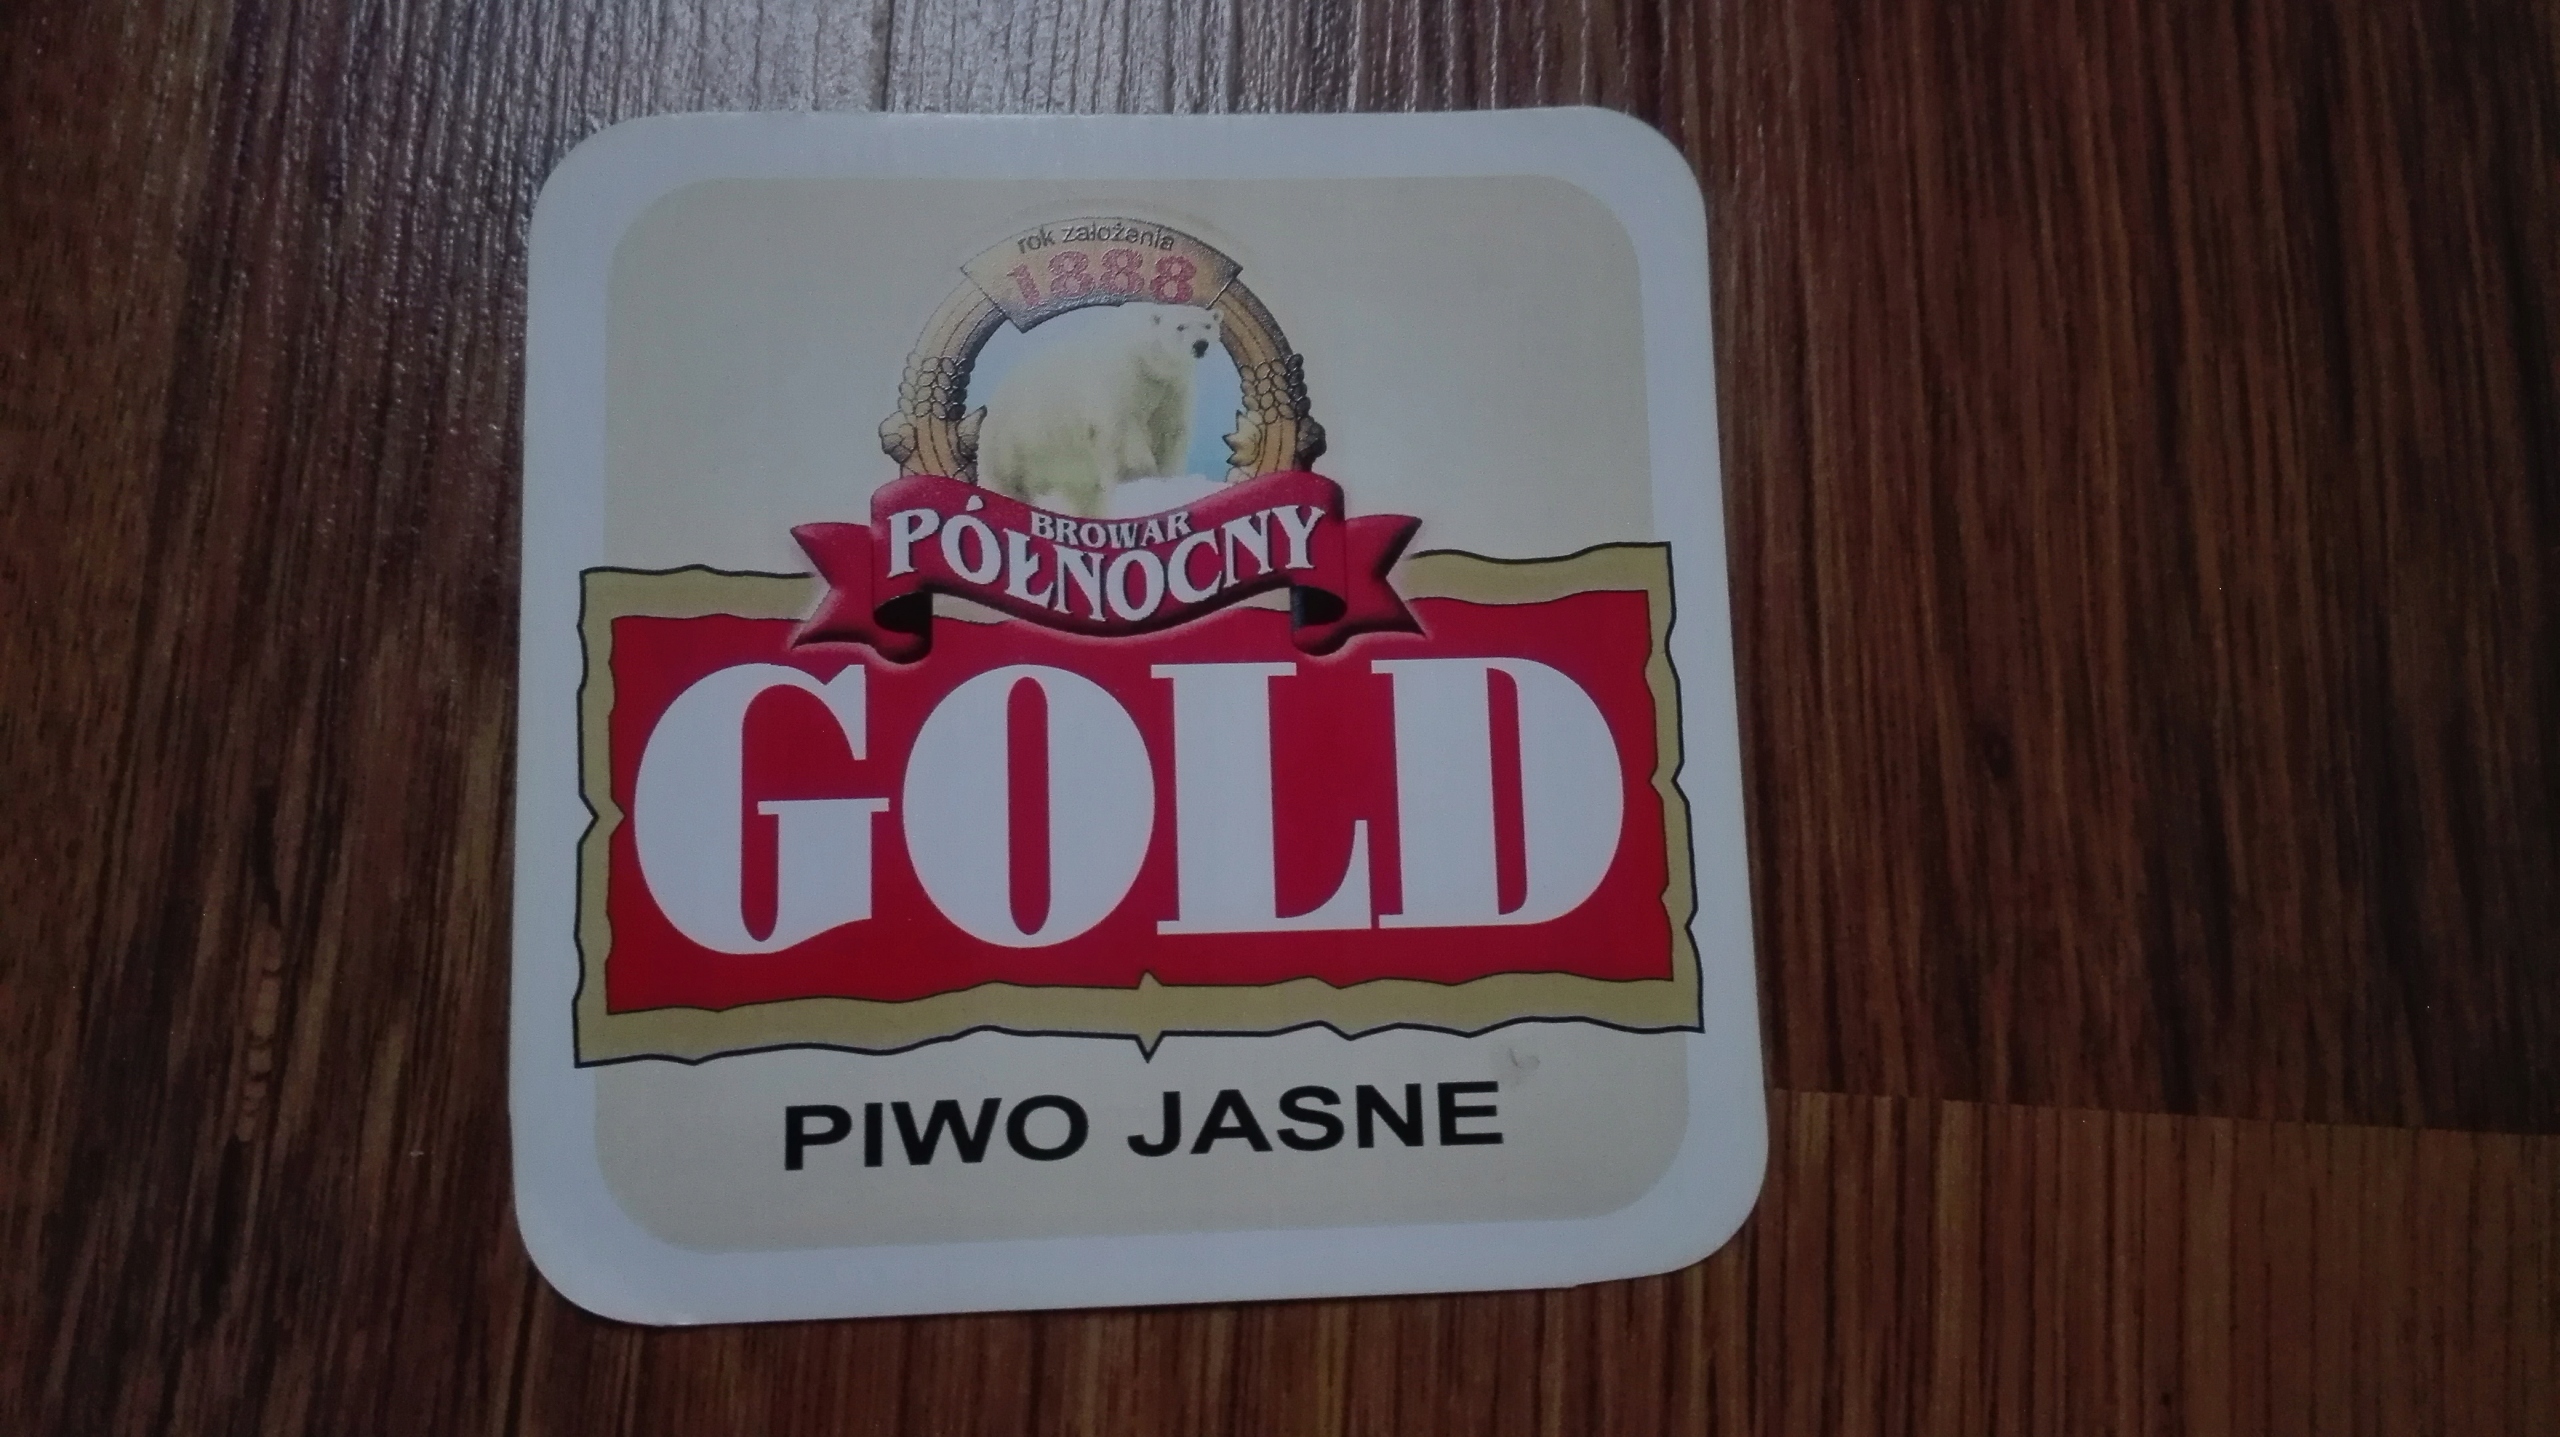 rok założenia
1888
BROWAR
PÓŁNOCNY
GOLD
PIWO JASNE